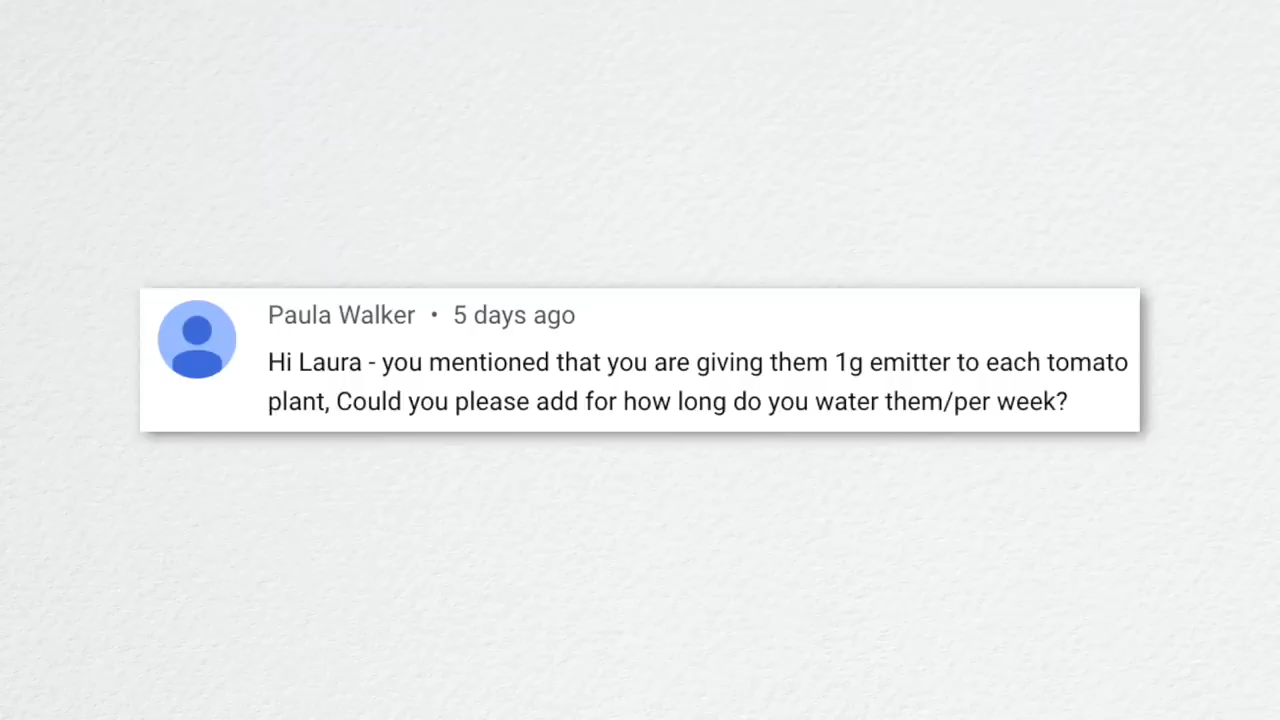 Paula Walker • 5 days ago
Hi Laura - you mentioned that you are giving them 1g emitter to each tomato
plant, Could you please add for how long do you water them/per week?